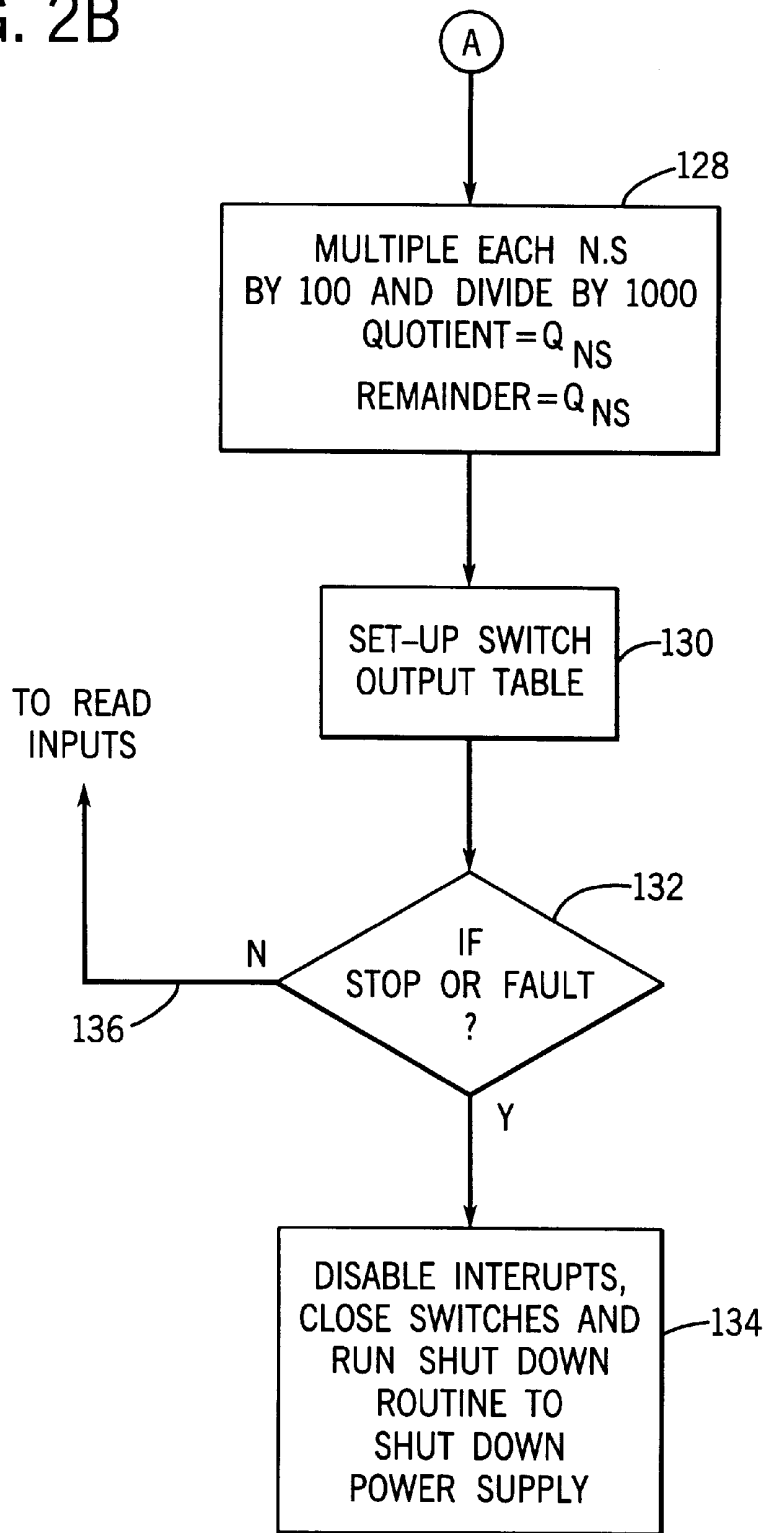 G. 2B
A
128
MULTIPLE EACH N.S
BY 100 AND DIVIDE BY 1000
QUOTIENT=Q NS
REMAINDER=Q NS
SET-UP SWITCH
OUTPUT TABLE
130
TO READ
INPUTS
132
N
IF
STOP OR FAULT
?
136
Y
DISABLE INTERUPTS,
CLOSE SWITCHES AND
RUN SHUT DOWN
ROUTINE TO
SHUT DOWN
POWER SUPPLY
134